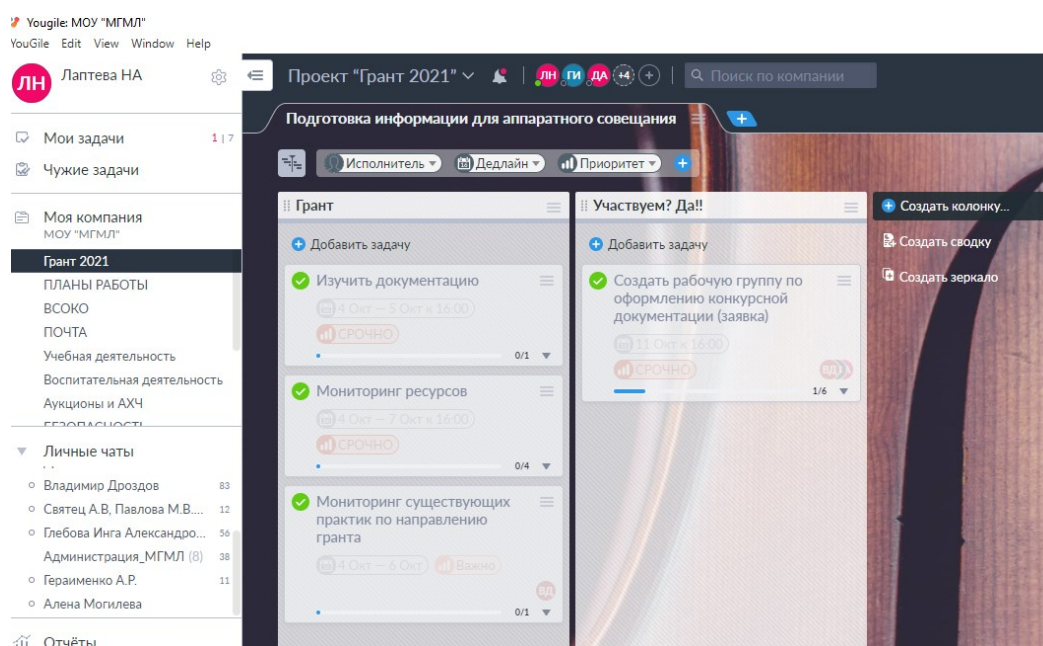 Yougile: МОУ "МГМЛ"
YouGile Edit View Window Help
ЛН
Лаптева НА
Мои задачи 1 | 7
Чужие задачи
Моя компания
МОУ "МГМЛ"
Грант 2021
ПЛАНЫ РАБОТЫ
ВСОКО
ПОЧТА
Учебная деятельность
Воспитательная деятельность
Аукционы и АХЧ
БЕЗОПАСНОСТЬ
Личные чаты
Владимир Дроздов 83
Святец А.В, Павлова М.В.... 12
Глебова Инга Александро... 56
Администрация_МГМЛ (8) 38
Гераименко А.Р. 11
Алена Могилева
Отчёты
Проект "Грант 2021"
ЛН ГИ ДА +4 +
Поиск по компании
Подготовка информации для аппаратного совещания
+
Исполнитель Дедлайн Приоритет +
Грант
Добавить задачу
Изучить документацию
4 Окт — 5 Окт к 16:00
СРОЧНО
0/1
Мониторинг ресурсов
4 Окт — 7 Окт к 16:00
СРОЧНО
0/4
Мониторинг существующих
практик по направлению
гранта
4 Окт — 6 Окт Важно
ВД
0/1
Участвуем? Да!!
Добавить задачу
Создать рабочую группу по
оформлению конкурсной
документации (заявка)
11 Окт к 16:00
СРОЧНО
ВД
1/6
Создать колонку...
Создать сводку
Создать зеркало